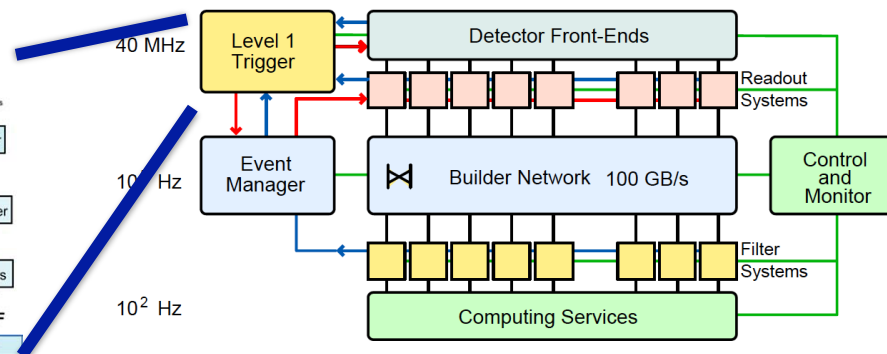 40 MHz
Level 1
Trigger
Detector Front-Ends
Readout
Systems
Event
Manager
Hz
Builder Network 100 GB/s
Control
and
Monitor
er
s
Filter
Systems
10² Hz
Computing Services